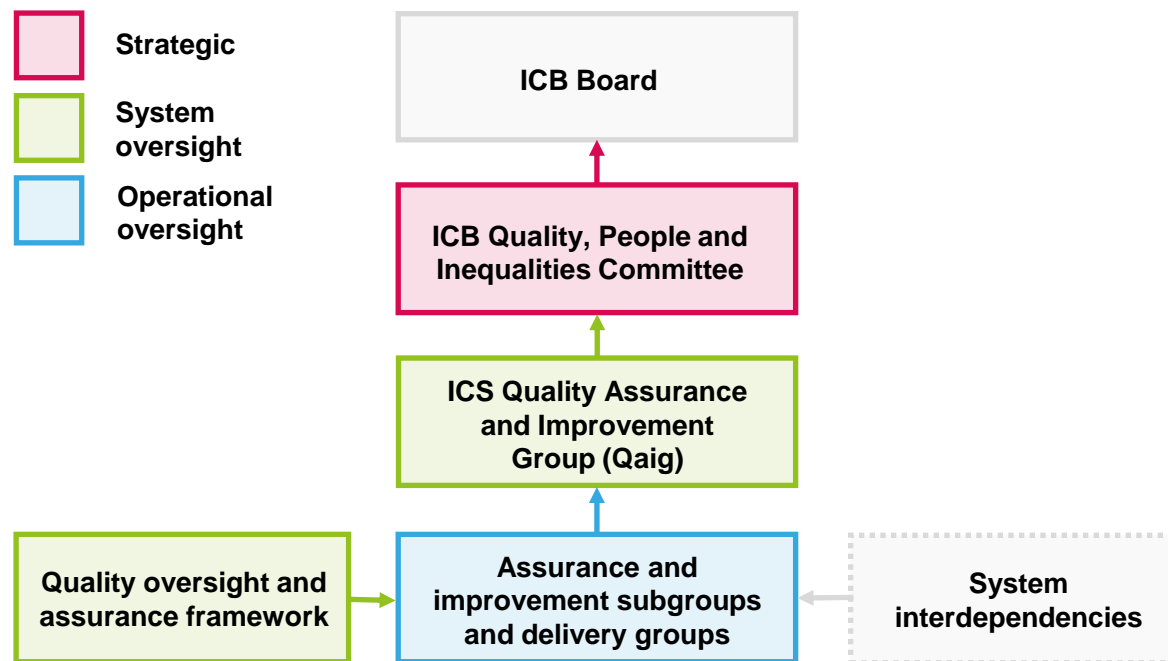 Strategic
System
oversight
Operational
oversight
ICB Board
ICB Quality, People and
Inequalities Committee
ICS Quality Assurance
and Improvement
Group (Qaig)
Quality oversight and
assurance framework
Assurance and
improvement subgroups
and delivery groups
System
interdependencies